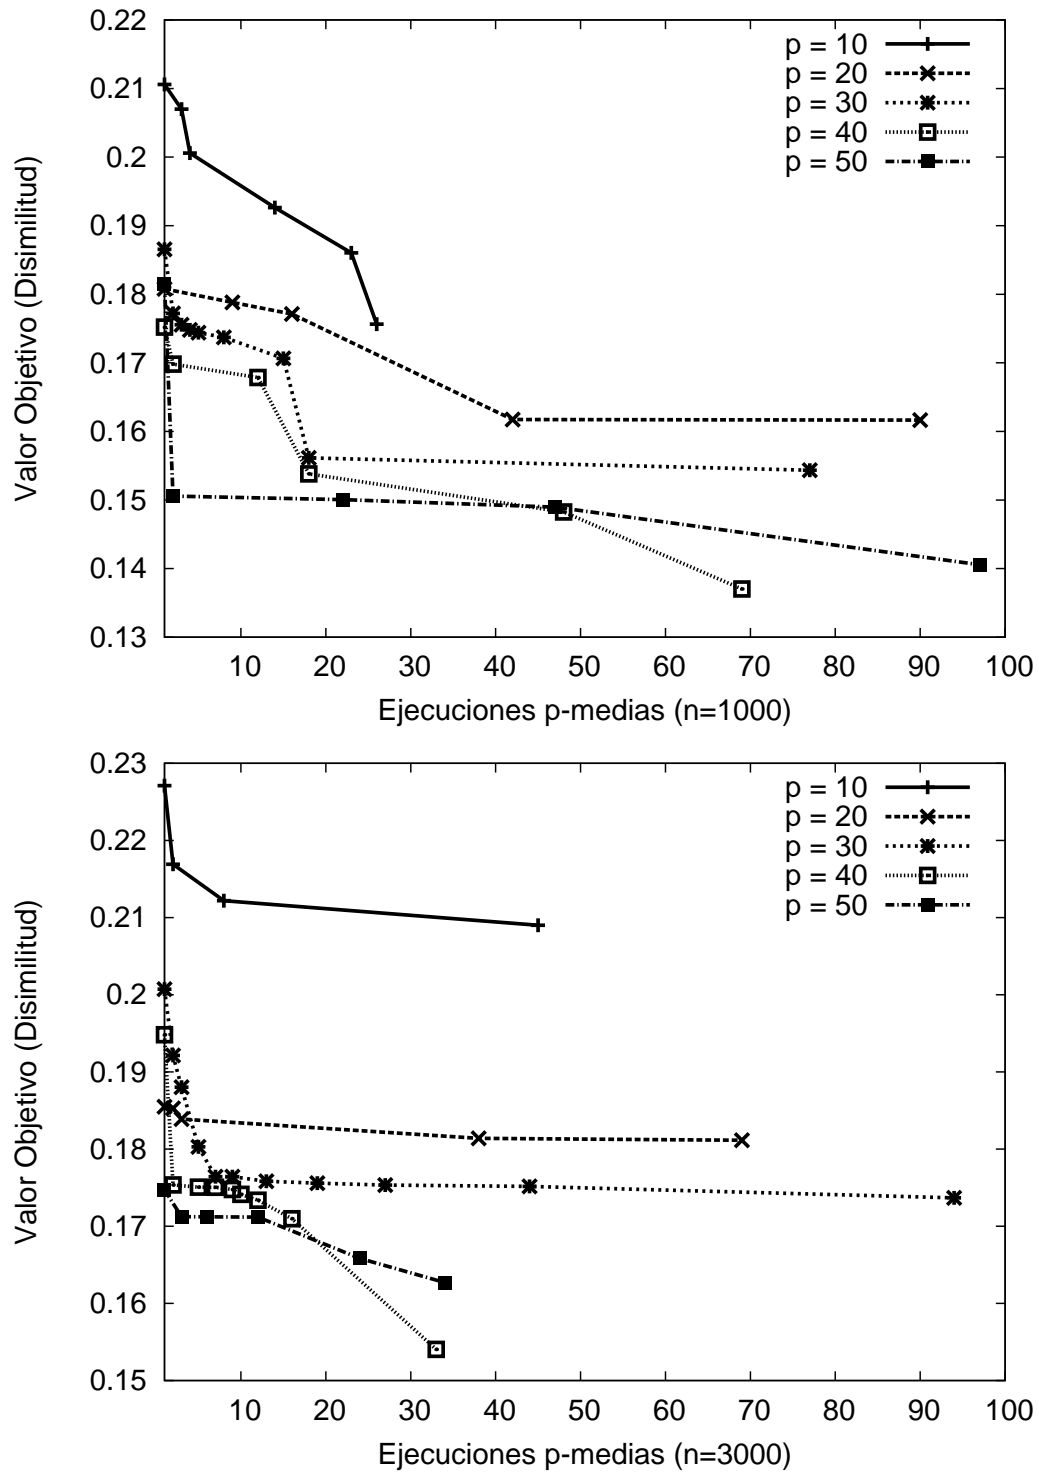 0.22
0.21
0.2
0.19
0.18
0.17
0.16
0.15
0.14
0.13
Valor Objetivo (Disimilitud)
p = 10
p = 20
p = 30
p = 40
p = 50
10 20 30 40 50 60 70 80 90 100
Ejecuciones p-medias (n=1000)
0.23
0.22
0.21
0.2
0.19
0.18
0.17
0.16
0.15
Valor Objetivo (Disimilitud)
p = 10
p = 20
p = 30
p = 40
p = 50
10 20 30 40 50 60 70 80 90 100
Ejecuciones p-medias (n=3000)